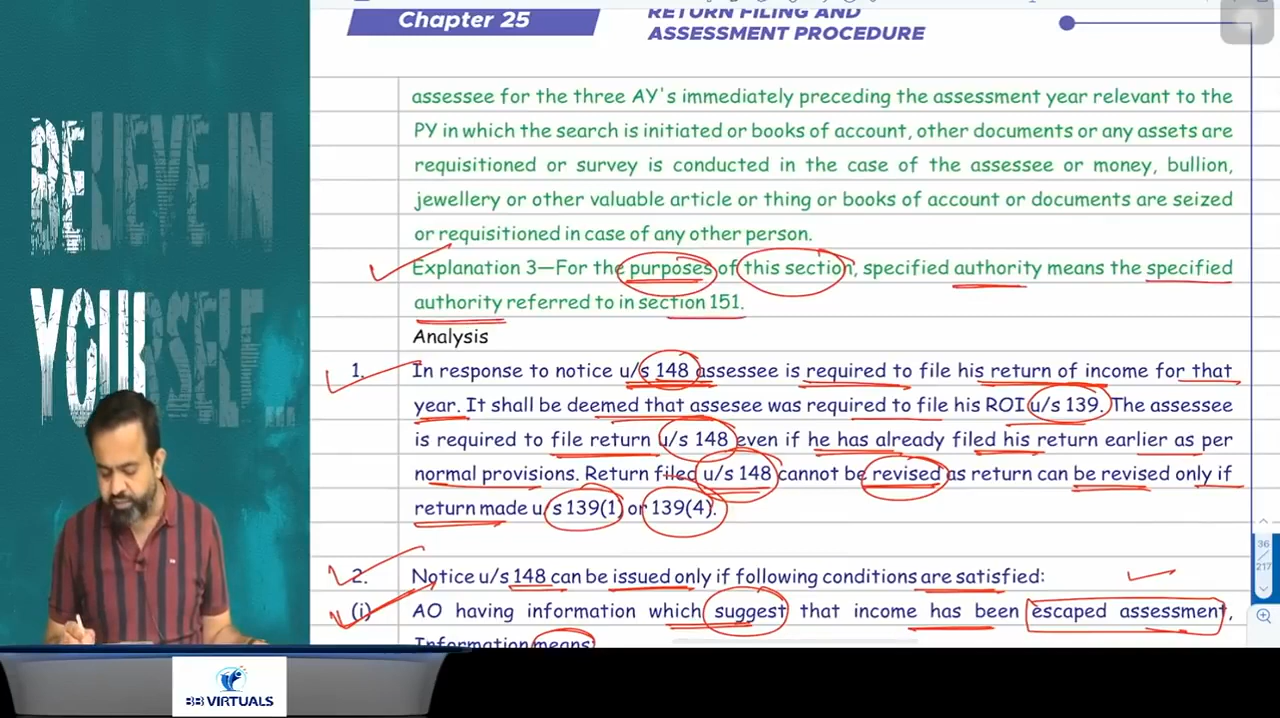 BELIEVE IN
YOURSELF...
Chapter 25
RETURN FILING AND
ASSESSMENT PROCEDURE
assessee for the three AY's immediately preceding the assessment year relevant to the
PY in which the search is initiated or books of account, other documents or any assets are
requisitioned or survey is conducted in the case of the assessee or money, bullion,
jewellery or other valuable article or thing or books of account or documents are seized
or requisitioned in case of any other person.
Explanation 3—For the purposes of this section, specified authority means the specified
authority referred to in section 151.
Analysis
1. In response to notice u/s 148 assessee is required to file his return of income for that
year. It shall be deemed that assesee was required to file his ROI u/s 139. The assessee
is required to file return u/s 148 even if he has already filed his return earlier as per
normal provisions. Return filed u/s 148 cannot be revised as return can be revised only if
return made u/s 139(1) or 139(4).
2. Notice u/s 148 can be issued only if following conditions are satisfied:
(i) AO having information which suggest that income has been escaped assessment,
Information means
36
/
217
BB VIRTUALS